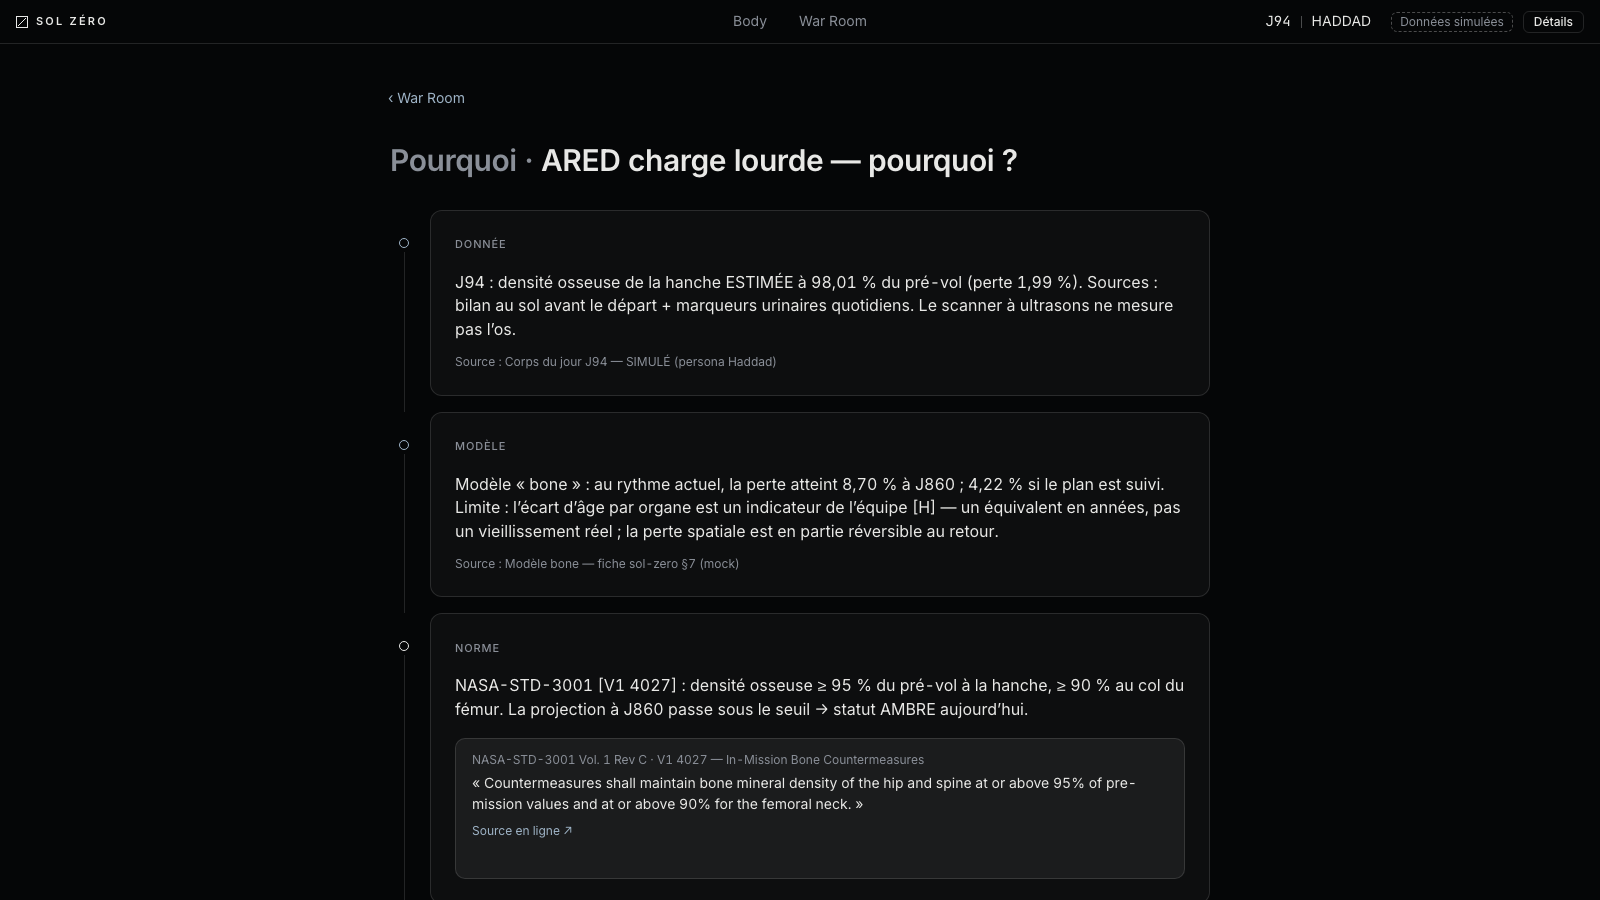 SOL ZÉRO
Body
War Room
J94 | HADDAD
Données simulées
Détails
‹ War Room
Pourquoi · ARED charge lourde — pourquoi ?
DONNÉE
J94 : densité osseuse de la hanche ESTIMÉE à 98,01 % du pré-vol (perte 1,99 %). Sources :
bilan au sol avant le départ + marqueurs urinaires quotidiens. Le scanner à ultrasons ne mesure
pas l’os.
Source : Corps du jour J94 — SIMULÉ (persona Haddad)
MODÈLE
Modèle « bone » : au rythme actuel, la perte atteint 8,70 % à J860 ; 4,22 % si le plan est suivi.
Limite : l’écart d’âge par organe est un indicateur de l’équipe [H] — un équivalent en années, pas
un vieillissement réel ; la perte spatiale est en partie réversible au retour.
Source : Modèle bone — fiche sol-zero §7 (mock)
NORME
NASA-STD-3001 [V1 4027] : densité osseuse ≥ 95 % du pré-vol à la hanche, ≥ 90 % au col du
fémur. La projection à J860 passe sous le seuil → statut AMBRE aujourd’hui.
NASA-STD-3001 Vol. 1 Rev C · V1 4027 — In-Mission Bone Countermeasures
« Countermeasures shall maintain bone mineral density of the hip and spine at or above 95% of pre-
mission values and at or above 90% for the femoral neck. »
Source en ligne ↗